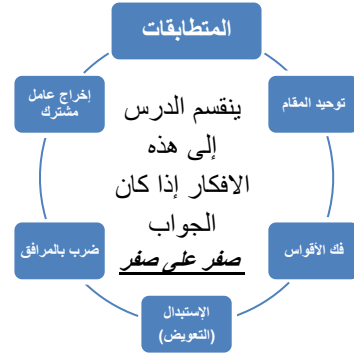 المتطابقات
توحيد المقام
فك الأقواس
الإستبدال
(التعويض)
ضرب بالمرافق
إخراج عامل
مشترك
ينقسم الدرس
إلى هذه
الافكار إذا كان
الجواب
صفر على صفر